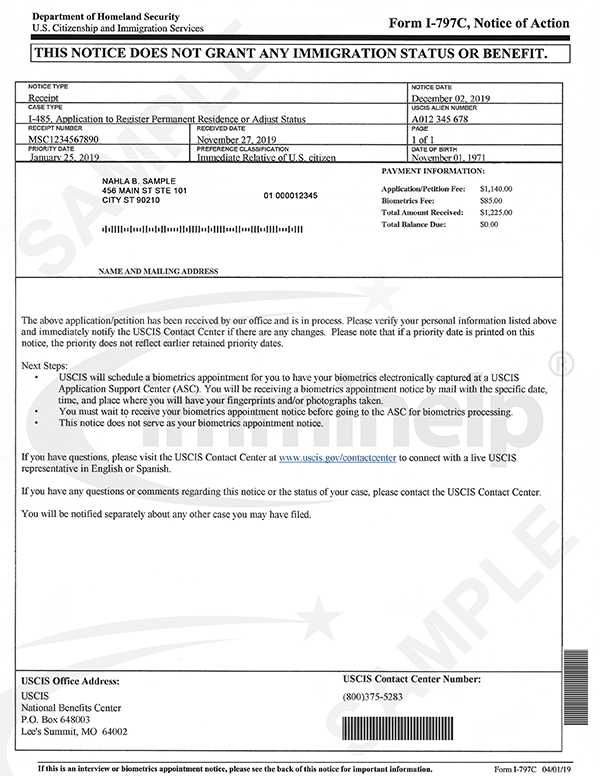 Department of Homeland Security
U.S. Citizenship and Immigration Services
Form I-797C, Notice of Action
THIS NOTICE DOES NOT GRANT ANY IMMIGRATION STATUS OR BENEFIT.
NOTICE TYPE
Receipt
NOTICE DATE
December 02, 2019
CASE TYPE
I-485, Application to Register Permanent Residence or Adjust Status
USCIS ALIEN NUMBER
A012 345 678
RECEIPT NUMBER
MSC1234567890
RECEIVED DATE
November 27, 2019
PAGE
1 of 1
PRIORITY DATE
January 25, 2019
PREFERENCE CLASSIFICATION
Immediate Relative of U.S. citizen
DATE OF BIRTH
November 01, 1971
NAHLA B. SAMPLE
456 MAIN ST STE 101
CITY ST 90210
01 000012345
PAYMENT INFORMATION:
Application/Petition Fee: $1,140.00
Biometrics Fee: $85.00
Total Amount Received: $1,225.00
Total Balance Due: $0.00
NAME AND MAILING ADDRESS
The above application/petition has been received by our office and is in process. Please verify your personal information listed above
and immediately notify the USCIS Contact Center if there are any changes. Please note that if a priority date is printed on this
notice, the priority does not reflect earlier retained priority dates.
Next Steps:
• USCIS will schedule a biometrics appointment for you to have your biometrics electronically captured at a USCIS
Application Support Center (ASC). You will be receiving a biometrics appointment notice by mail with the specific date,
time, and place where you will have your fingerprints and/or photographs taken.
• You must wait to receive your biometrics appointment notice before going to the ASC for biometrics processing.
• This notice does not serve as your biometrics appointment notice.
If you have questions, please visit the USCIS Contact Center at www.uscis.gov/contactcenter to connect with a live USCIS
representative in English or Spanish.
If you have any questions or comments regarding this notice or the status of your case, please contact the USCIS Contact Center.
You will be notified separately about any other case you may have filed.
USCIS Office Address:
USCIS
National Benefits Center
P.O. Box 648003
Lee's Summit, MO 64002
USCIS Contact Center Number:
(800)375-5283
If this is an interview or biometrics appointment notice, please see the back of this notice for important information.
Form I-797C 04/01/19
SAMPLE
immihelp®
SAMPLE